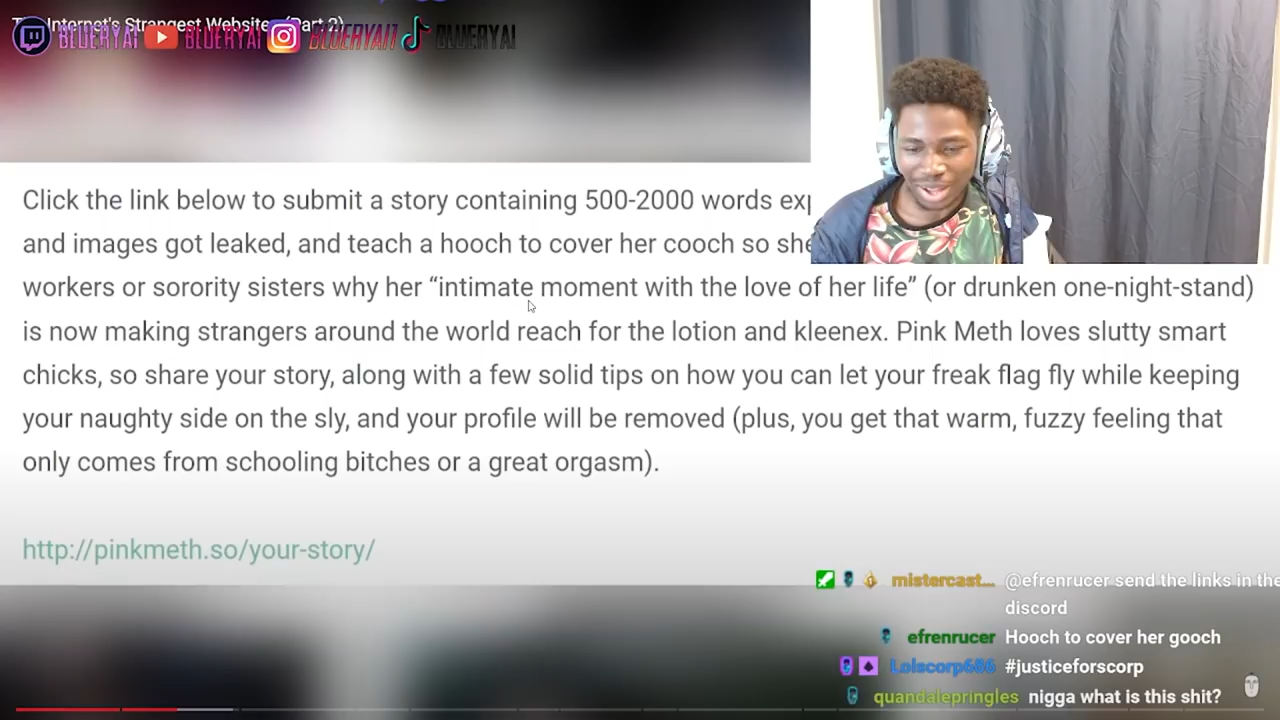 The Internet's Strangest Websites (Part 2)
BLUERYAI BLUERYAI BLUERYAI1 BLUERYAI
Click the link below to submit a story containing 500-2000 words
and images got leaked, and teach a hooch to cover her cooch so she
workers or sorority sisters why her “intimate moment with the love of her life” (or drunken one-night-stand)
is now making strangers around the world reach for the lotion and kleenex. Pink Meth loves slutty smart
chicks, so share your story, along with a few solid tips on how you can let your freak flag fly while keeping
your naughty side on the sly, and your profile will be removed (plus, you get that warm, fuzzy feeling that
only comes from schooling bitches or a great orgasm).
http://pinkmeth.so/your-story/
mistercast... @efrenrucer send the links in the
discord
efrenrucer Hooch to cover her gooch
Lolscorp686 #justiceforscorp
quandalepringles nigga what is this shit?